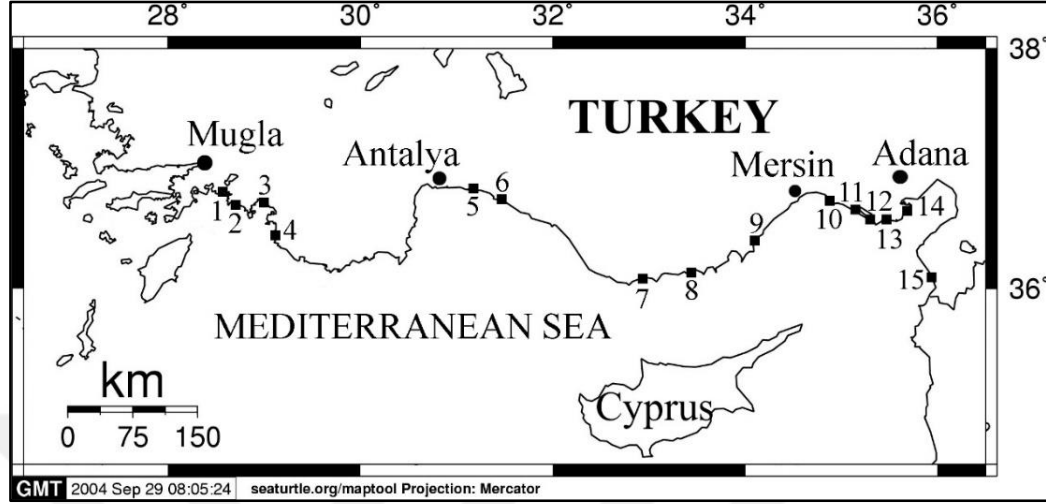 28° 30° 32° 34° 36°
38°
TURKEY
Mugla
Antalya
Mersin
Adana
1
2
3
4
5
6
7
8
9
10
11
12
13
14
15
36°
MEDITERRANEAN SEA
km
0 75 150
Cyprus
GMT 2004 Sep 29 08:05:24 seaturtle.org/maptool Projection: Mercator